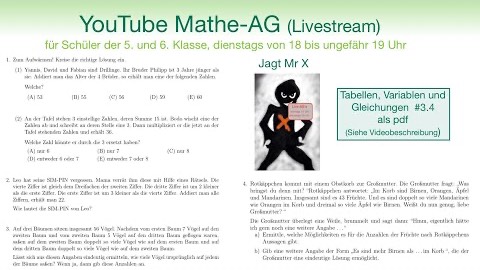 YouTube Mathe-AG (Livestream)
für Schüler der 5. und 6. Klasse, dienstags von 18 bis ungefähr 19 Uhr
1. Zum Aufwärmen! Kreise die richtige Lösung ein.
(1) Yannis, David und Fabian sind Drillinge. Ihr Bruder Philipp ist 3 Jahre jünger als
sie. Addiert man das Alter der 4 Brüder, so erhält man eine der folgenden Zahlen.
Welche?
(A) 53 (B) 55 (C) 56 (D) 59 (E) 60
(2) An der Tafel stehen 3 einstellige Zahlen, deren Summe 15 ist. Bodo wischt eine der
Zahlen ab und schreibt an deren Stelle eine 3. Dann multipliziert er die jetzt an der
Tafel stehenden Zahlen und erhält 36.
Welche Zahl könnte er durch die 3 ersetzt haben?
(A) nur 6 (B) nur 7 (C) nur 8
(D) entweder 6 oder 7 (E) entweder 7 oder 8
2. Leo hat seine SIM-PIN vergessen. Mama verrät ihm diese mit Hilfe eines Rätsels. Die
vierte Ziffer ist gleich dem Dreifachen der zweiten Ziffer. Die dritte Ziffer ist um 2 kleiner
als die erste Ziffer. Die erste Ziffer ist um 3 kleiner als die vierte Ziffer. Addiert man alle
Ziffern, erhält man 22.
Wie lautet die SIM-PIN von Leo?
3. Auf drei Bäumen sitzen insgesamt 56 Vögel. Nachdem vom ersten Baum 7 Vögel auf den
zweiten Baum und vom zweiten Baum 5 Vögel auf den dritten Baum geflogen waren,
saßen auf dem zweiten Baum doppelt so viele Vögel wie auf dem ersten Baum und auf
dem dritten Baum doppelt so viele Vögel wie auf dem zweiten Baum.
Lässt sich aus diesen Angaben eindeutig ermitteln, wie viele Vögel ursprünglich auf jedem
der Bäume saßen? Wenn ja, dann gib diese Anzahlen an.
Jagt Mr X
Tabellen, Variablen und
Gleichungen #3.4
als pdf
(Siehe Videobeschreibung)
4. Rotkäppchen kommt mit einem Obstkorb zur Großmutter. Die Großmutter fragt: „Was
bringst du denn mit? “Rotkäppchen antwortet: „Im Korb sind Birnen, Orangen, Äpfel
und Mandarinen. Insgesamt sind es 43 Früchte. Und es sind doppelt so viele Mandarinen
wie Orangen im Korb und dreimal so viele Äpfel wie Birnen. Weißt du nun genug, liebe
Großmutter? “
Die Großmutter überlegt eine Weile, brummelt und sagt dann: “Hmm, eigentlich hätte
ich gern noch eine weitere Angabe . . . “
a) Ermittle, welche Möglichkeiten es für die Anzahlen der Früchte nach Rotkäppchens
Aussagen gibt.
b) Gib eine weitere Angabe der Form „Es sind mehr Birnen als . . . im Korb “, die der
Großmutter eine eindeutige Lösung ermöglicht.